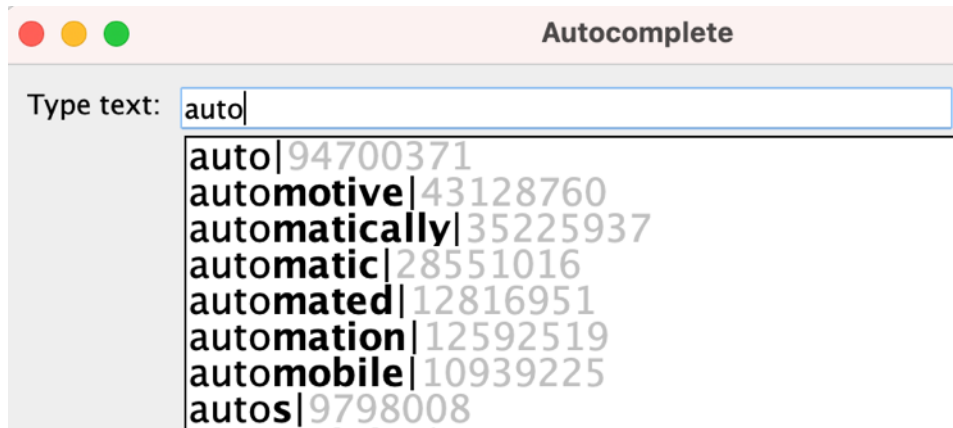 Autocomplete
Type text: auto
auto|94700371
automotive|43128760
automatically|35225937
automatic|28551016
automated|12816951
automation|12592519
automobile|10939225
autos|9798008